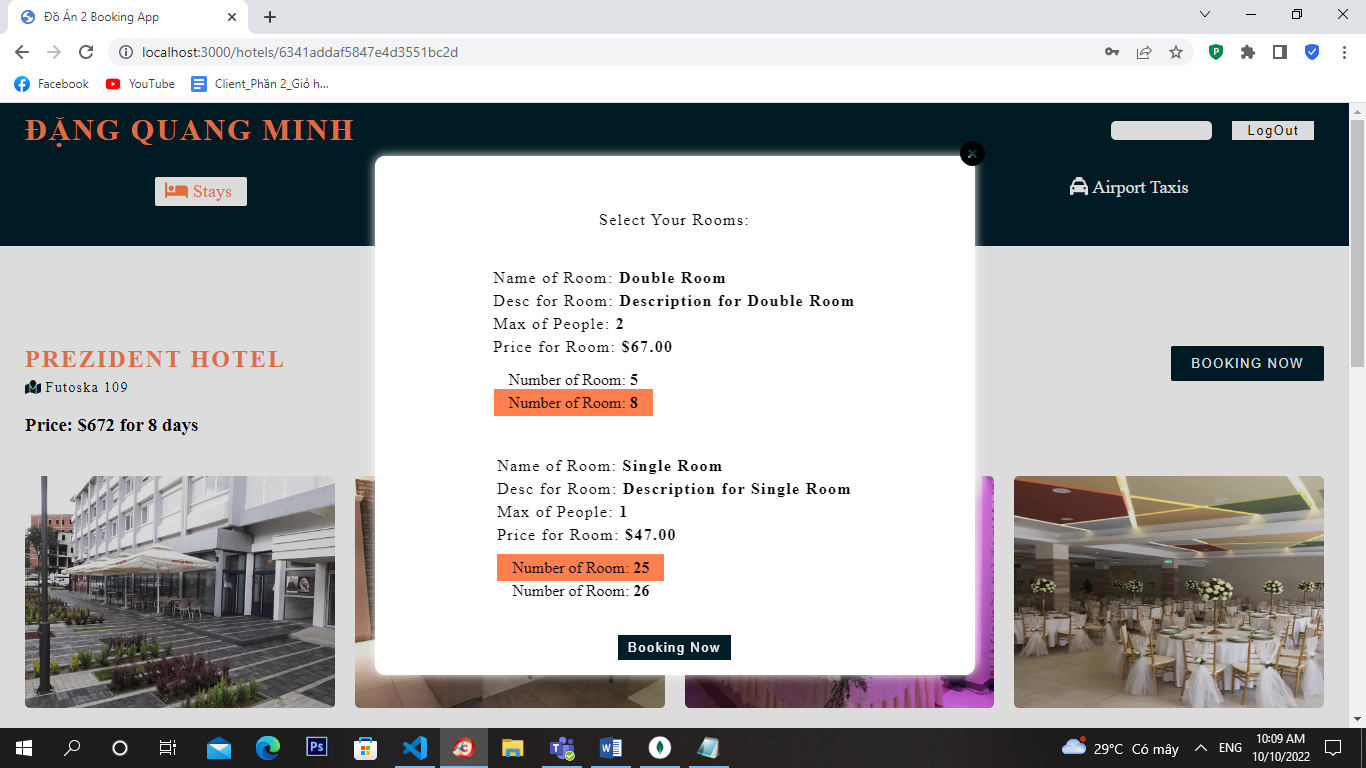 Đồ Án 2 Booking App
localhost:3000/hotels/6341addaf5847e4d3551bc2d
Facebook
YouTube
Client_Phần 2_Giỏ h...
ĐẶNG QUANG MINH
LogOut
Stays
Airport Taxis
Select Your Rooms:
Name of Room: Double Room
Desc for Room: Description for Double Room
Max of People: 2
Price for Room: $67.00
Number of Room: 5
Number of Room: 8
Name of Room: Single Room
Desc for Room: Description for Single Room
Max of People: 1
Price for Room: $47.00
Number of Room: 25
Number of Room: 26
Booking Now
PREZIDENT HOTEL
BOOKING NOW
Futoska 109
Price: $672 for 8 days
29°C Có mây
ENG
10:09 AM
10/10/2022